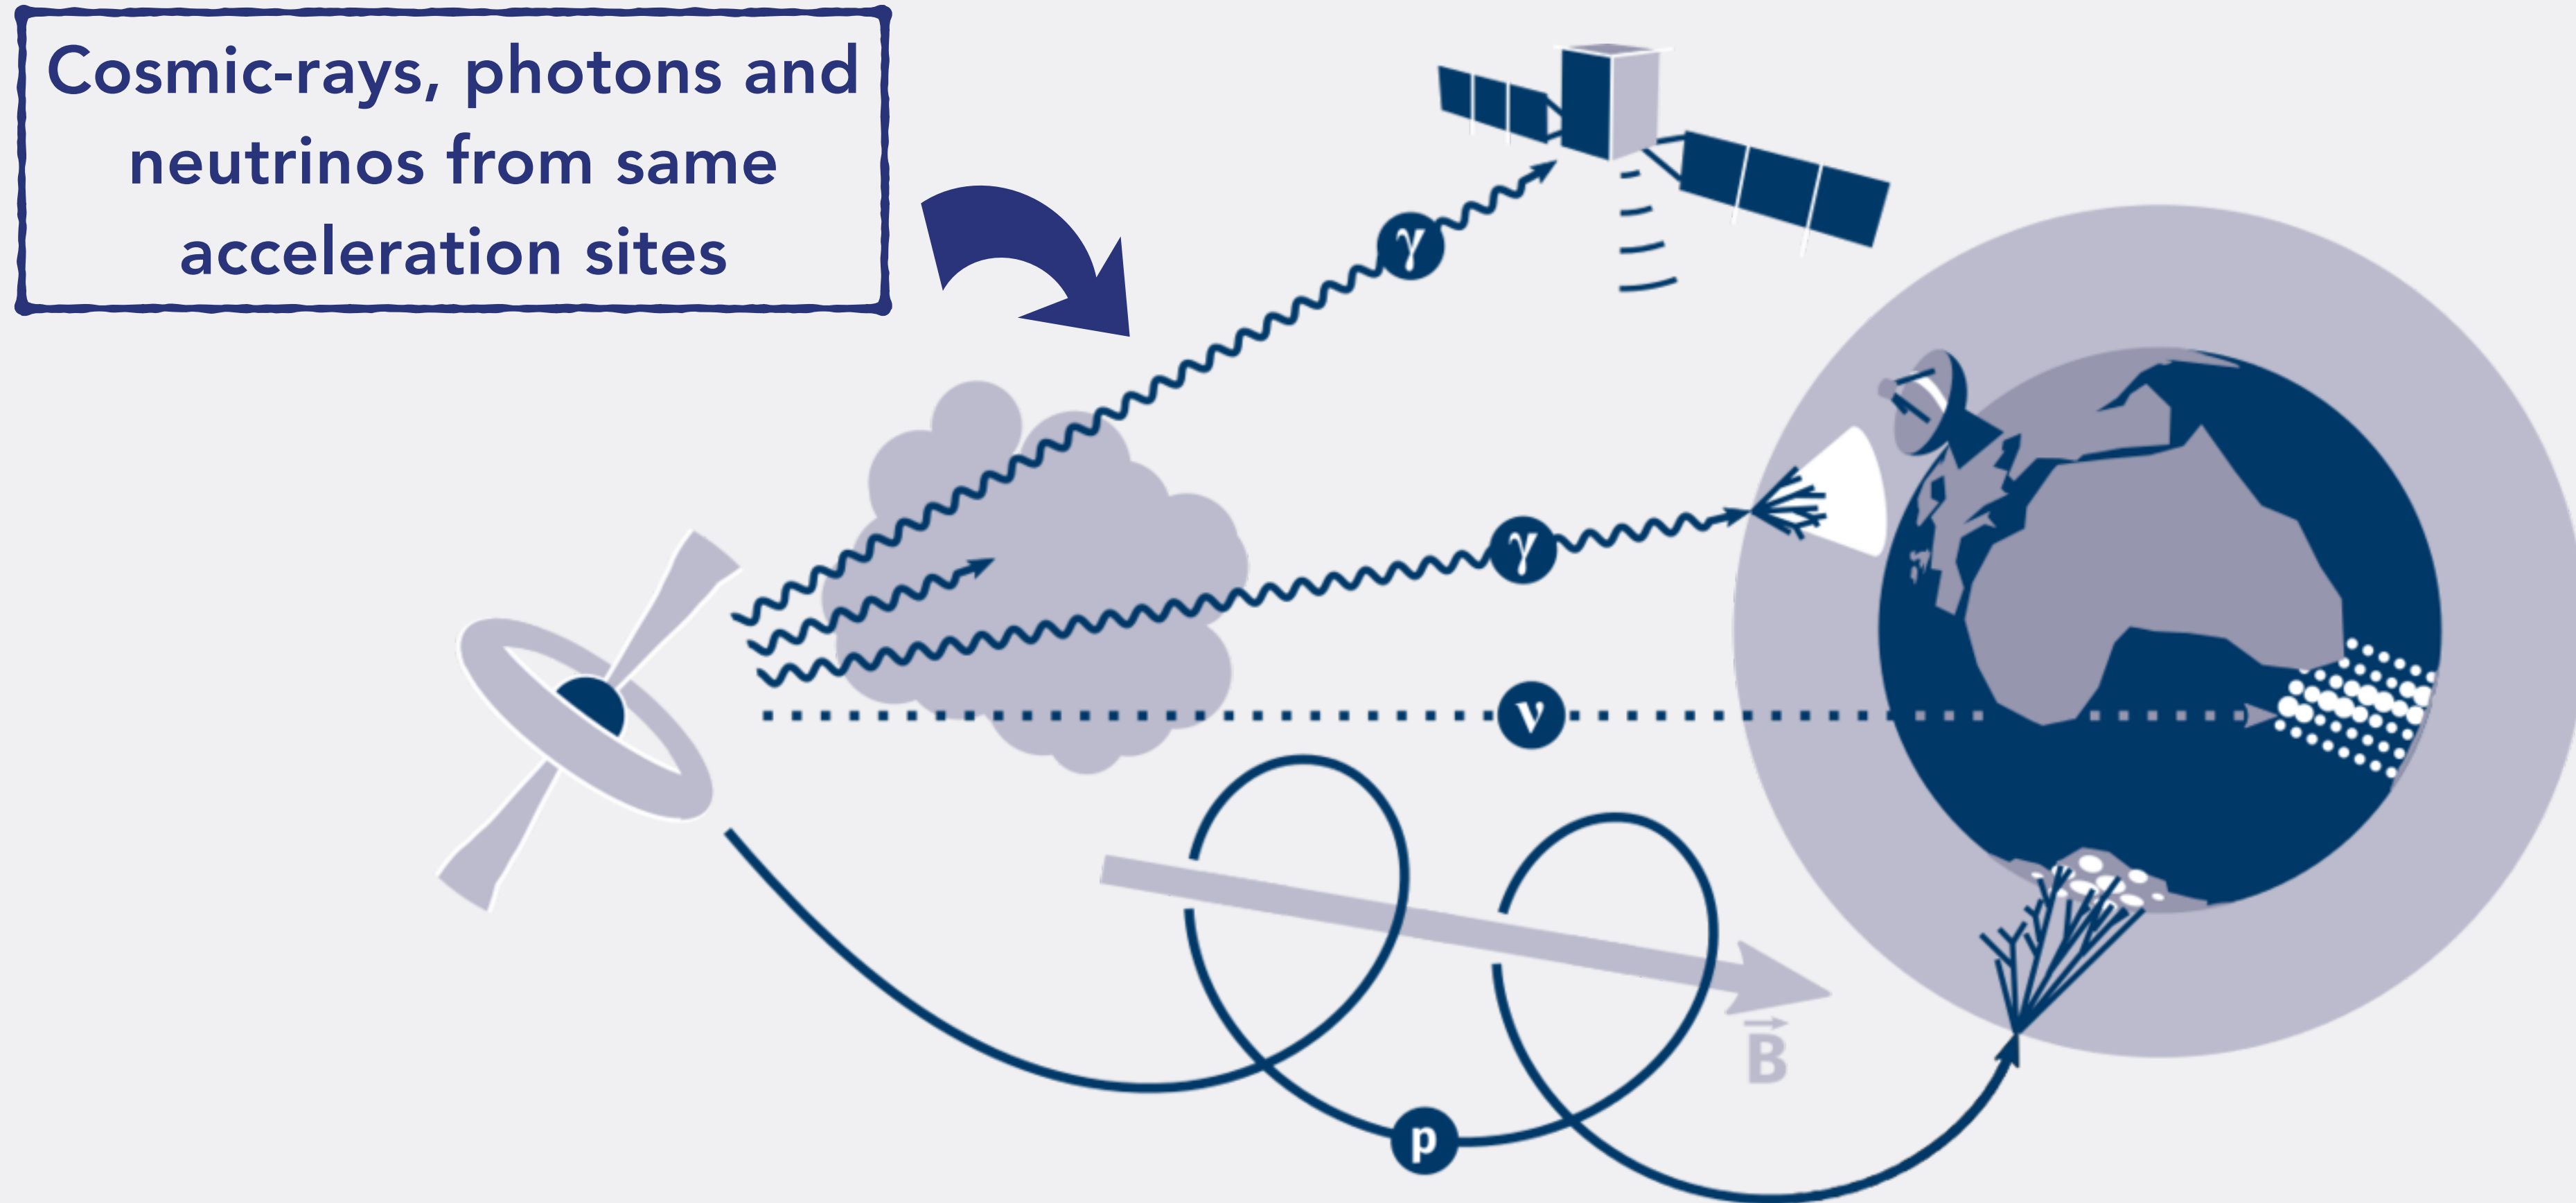 Cosmic-rays, photons and
neutrinos from same
acceleration sites
γ
γ
ν
B⃗
p